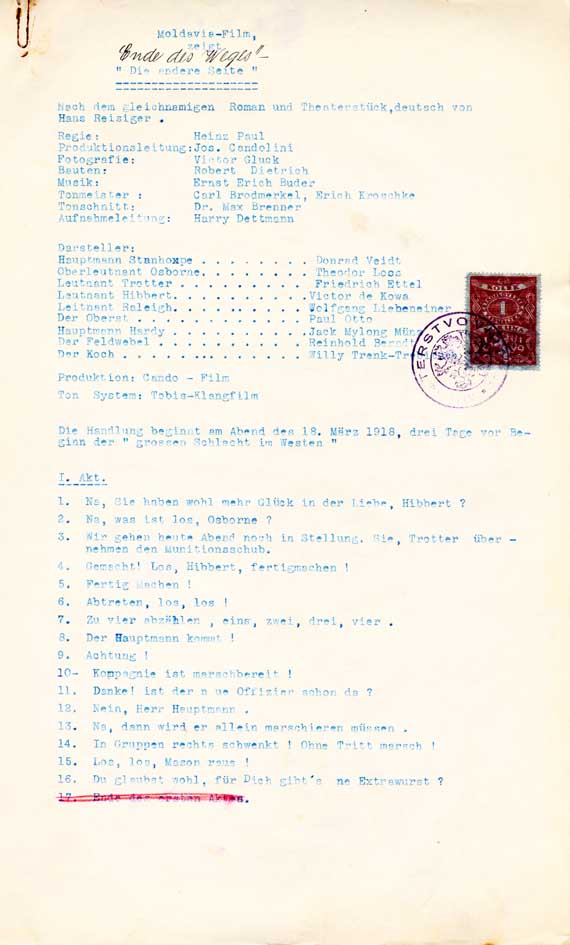 Moldavia-Film,
zeigt
"Ende des Weges"-
" Die andere Seite "
Nach dem gleichnamigen Roman und Theaterstück,deutsch von
Hans Reisiger .
Regie: Heinz Paul
Produktionsleitung:Jos. Candolini
Fotografie: Victor Gluck
Bauten: Robert Dietrich
Musik: Ernst Erich Buder
Tonmeister : Carl Brodmerkel, Erich Kroschke
Tonschnitt: Dr. Max Brenner
Aufnahmeleitung: Harry Dettmann
Darsteller:
Hauptmann Stanhoxpe . . . . . . . . Donrad Veidt
Oberleutnant Osborne. . . . . . . . Theodor Loos
Leutnant Trotter . . . . . . . . . . Friedrich Ettel
Leutnant Hibbert. . . . . . . . . .Victor de Kowa
Leitnant Raleigh. . . . . . . . . Wolfgang Liebeneiner
Der Oberst . . . . . . . . . . . . Paul Otto
Hauptmann Hardy . . . . . . . . . .Jack Mylong Münz
Der Feldwebel . . . . . . . . . . Reinhold
Der Koch . . . . . . . . . . . . Willy
Produktion: Cando - Film
Ton System: Tobis-Klangfilm
TERSTVO
1
Die Handlung beginnt am Abend des 18. März 1918, drei Tage vor Be-
ginn der " grossen Schlacht im Westen "
I. Akt.
1. Na, Sie haben wohl mehr Glück in der Liebe, Hibbert ?
2. Na, was ist los, Osborne ?
3. Wir gehen heute Abend noch in Stellung. Sie, Trotter über -
nehmen den Munitionsschub.
4. Gemacht! Los, Hibbert, fertigmachen !
5. Fertig Machen !
6. Abtreten, los, los !
7. Zu vier abzählen , eins, zwei, drei, vier .
8. Der Hauptmann kommt !
9. Achtung !
10- Kompagnie ist marschbereit !
11. Danke! ist der n ue Offizier schon da ?
12. Nein, Herr Hauptmann .
13. Na, dann wird er allein marschieren müssen .
14. In Gruppen rechts schwenkt ! Ohne Tritt marsch !
15. Los, los, Mason raus !
16. Du glaubst wohl, für Dich gibt's ne Extrawurst ?
17. Ende des ersten Aktes.